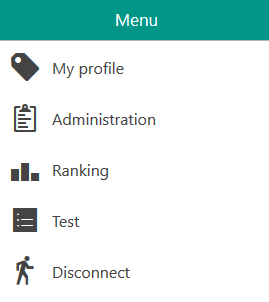 Menu
My profile
Administration
Ranking
Test
Disconnect